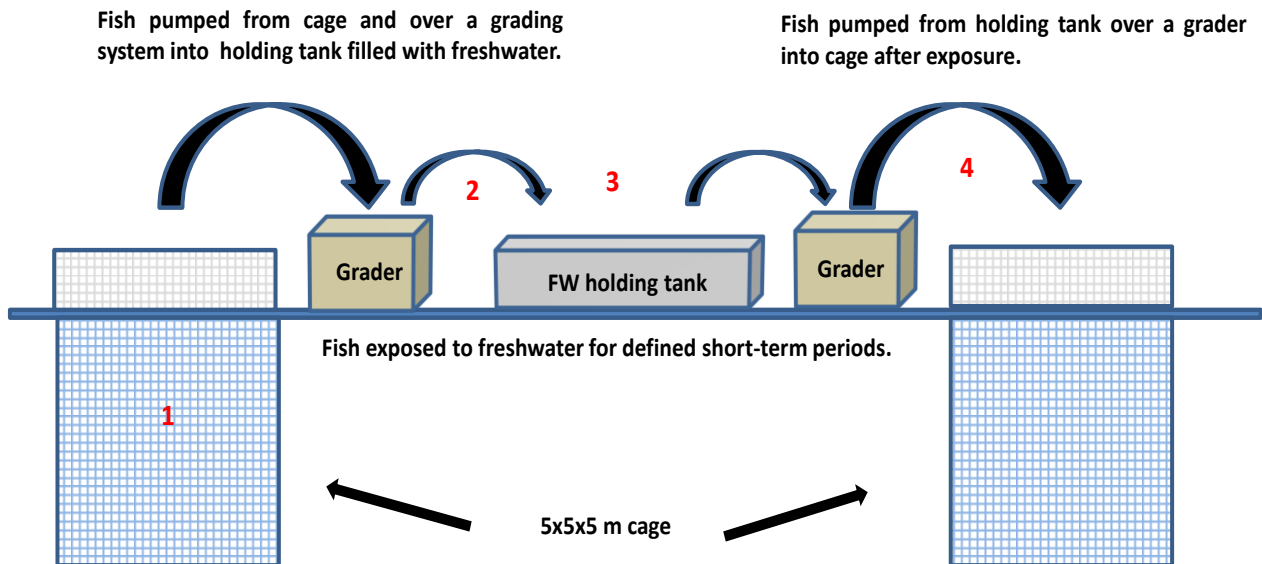 Fish pumped from cage and over a grading
system into holding tank filled with freshwater.
Fish pumped from holding tank over a grader
into cage after exposure.
2
3
4
Grader
FW holding tank
Grader
Fish exposed to freshwater for defined short-term periods.
1
5x5x5 m cage